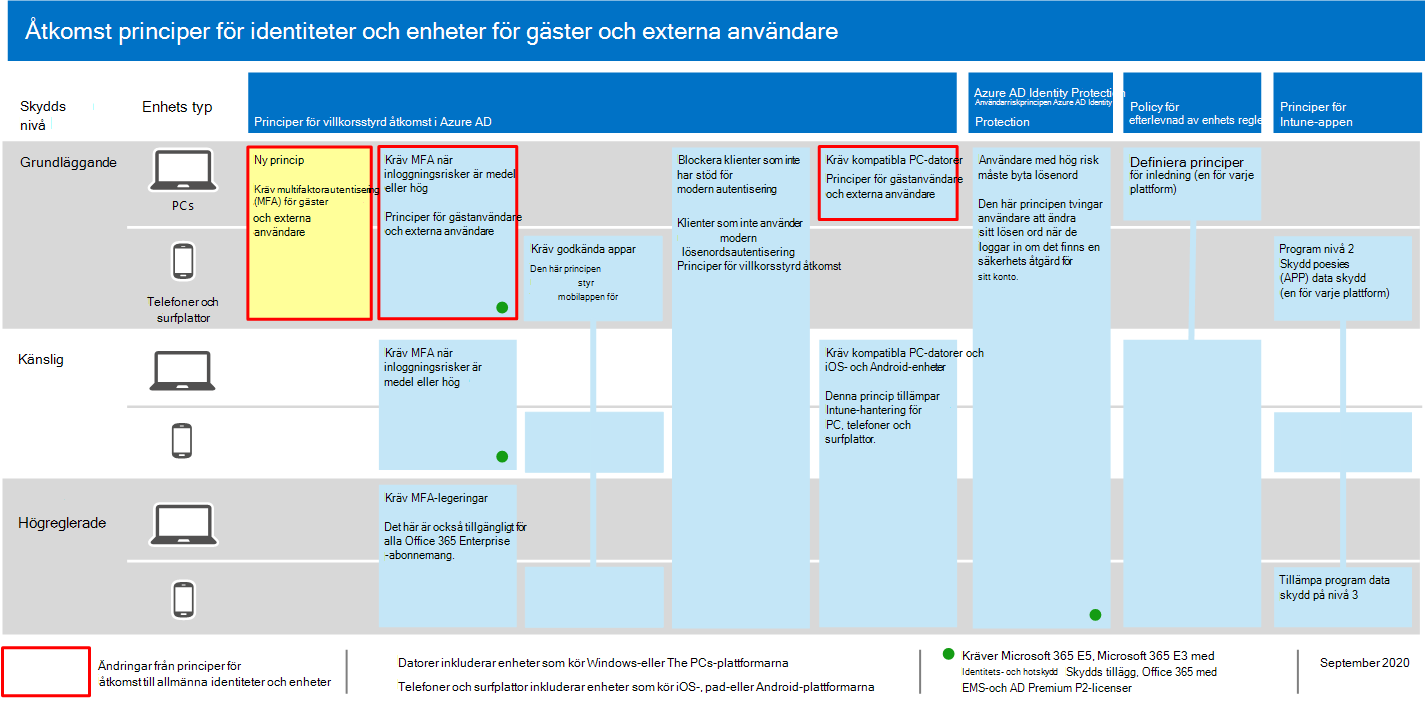 Åtkomst principer för identiteter och enheter för gäster och externa användare
Skydds
nivå
Enhets typ
Principer för villkorsstyrd åtkomst i Azure AD
Azure AD Identity Protection
Användarriskprincipen Azure AD Identity
Protection
Policy för
efterlevnad av enhets regler
Principer för
Intune-appen
Grundläggande
PCs
Telefoner och
surfplattor
Ny princip
Kräv multifaktorautentisering
(MFA) för gäster
och externa
användare
Kräv MFA när
inloggningsrisker är medel
eller hög
Principer för gästanvändare
och externa användare
Kräv godkända appar
Den här principen
styr
mobilappen för
Blockera klienter som inte
har stöd för
modern autentisering
Klienter som inte använder
modern
lösenordsautentisering
Principer för villkorsstyrd åtkomst
Kräv kompatibla PC-datorer
Principer för gästanvändare
och externa användare
Användare med hög risk
måste byta lösenord
Den här principen tvingar
användare att ändra
sitt lösen ord när de
loggar in om det finns en
säkerhets åtgärd för
sitt konto.
Definiera principer
för inledning (en för varje
plattform)
Program nivå 2
Skydd poesies
(APP) data skydd
(en för varje plattform)
Känslig
Kräv MFA när
inloggningsrisker är
medel eller hög
Kräv kompatibla PC-datorer och
iOS- och Android-enheter
Denna princip tillämpar
Intune-hantering för
PC, telefoner och
surfplattor.
Högreglerade
Kräv MFA-legeringar
Det här är också tillgängligt för
alla Office 365 Enterprise
-abonnemang.
Tillämpa program data
skydd på nivå 3
Ändringar från principer för
åtkomst till allmänna identiteter och enheter
Datorer inkluderar enheter som kör Windows-eller The PCs-plattformarna
Telefoner och surfplattor inkluderar enheter som kör iOS-, pad-eller Android-plattformarna
Kräver Microsoft 365 E5, Microsoft 365 E3 med
Identitets- och hotskydd Skydds tillägg, Office 365 med
EMS-och AD Premium P2-licenser
September 2020